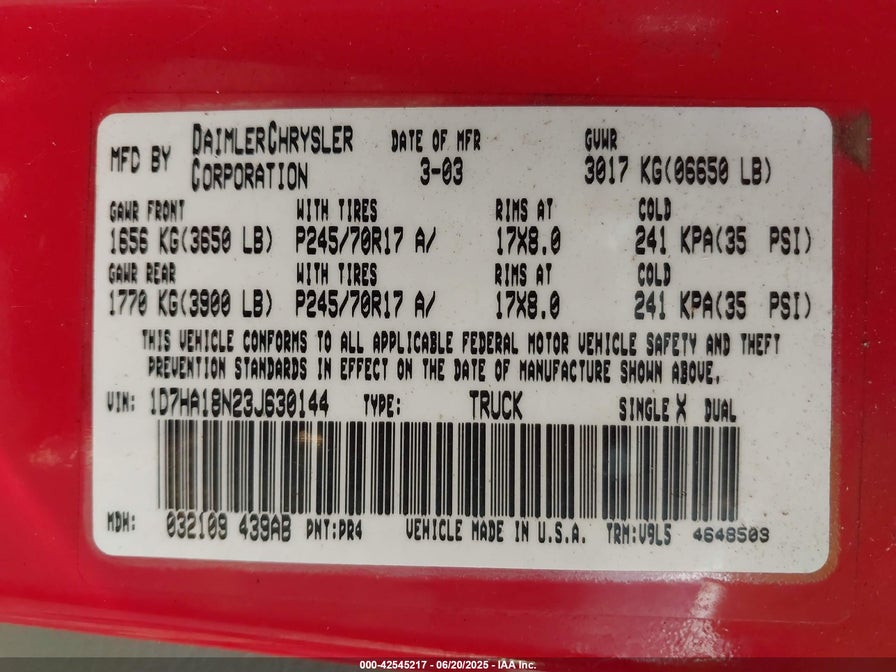 MFD BY DAIMLERCHRYSLER CORPORATION DATE OF MFR 3-03 GVWR 3017 KG(06650 LB)
GAWR FRONT WITH TIRES RIMS AT COLD
1656 KG(3650 LB) P245/70R17 A/ 17X8.0 241 KPA(35 PSI)
GAWR REAR WITH TIRES RIMS AT COLD
1770 KG(3900 LB) P245/70R17 A/ 17X8.0 241 KPA(35 PSI)
THIS VEHICLE CONFORMS TO ALL APPLICABLE FEDERAL MOTOR VEHICLE SAFETY AND THEFT
PREVENTION STANDARDS IN EFFECT ON THE DATE OF MANUFACTURE SHOWN ABOVE.
VIN: 1D7HA18N23J630144 TYPE: TRUCK SINGLE X DUAL
MDH: 032109 439AB PNT:PR4 VEHICLE MADE IN U.S.A. TRM:V9L5 4648503
000-42545217 - 06/20/2025 - IAA Inc.